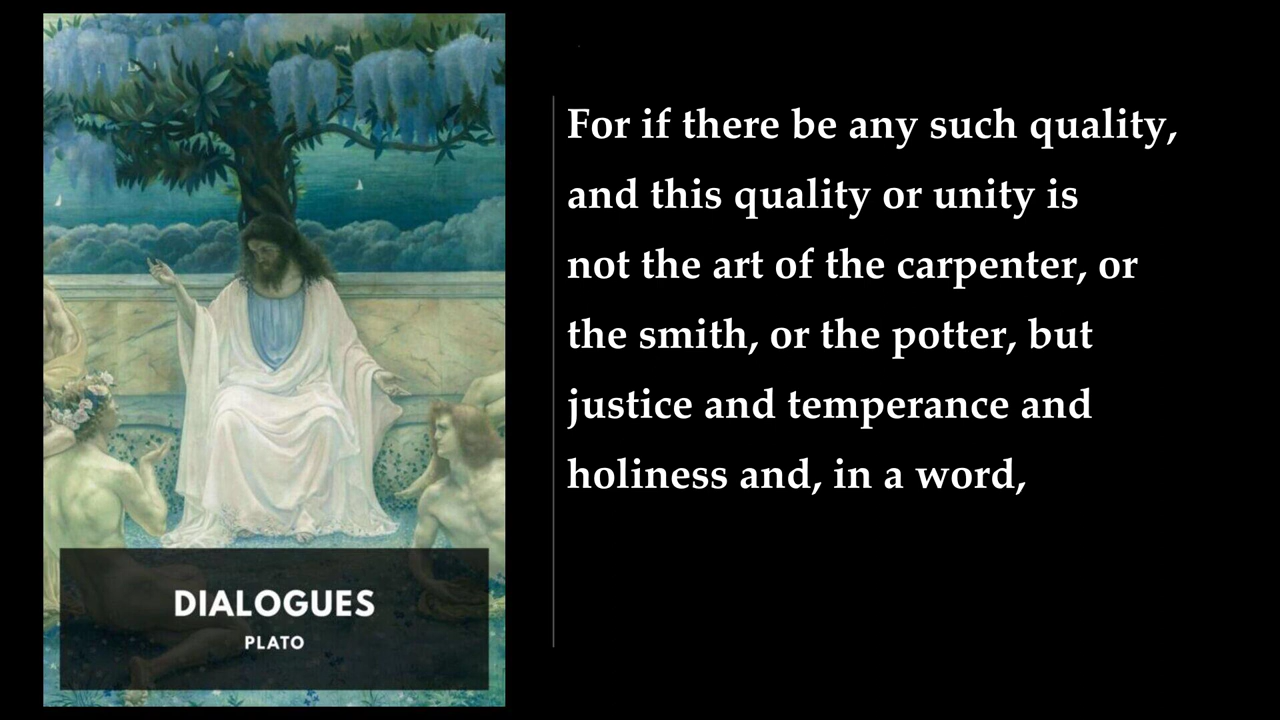 DIALOGUES
PLATO
For if there be any such quality,
and this quality or unity is
not the art of the carpenter, or
the smith, or the potter, but
justice and temperance and
holiness and, in a word,